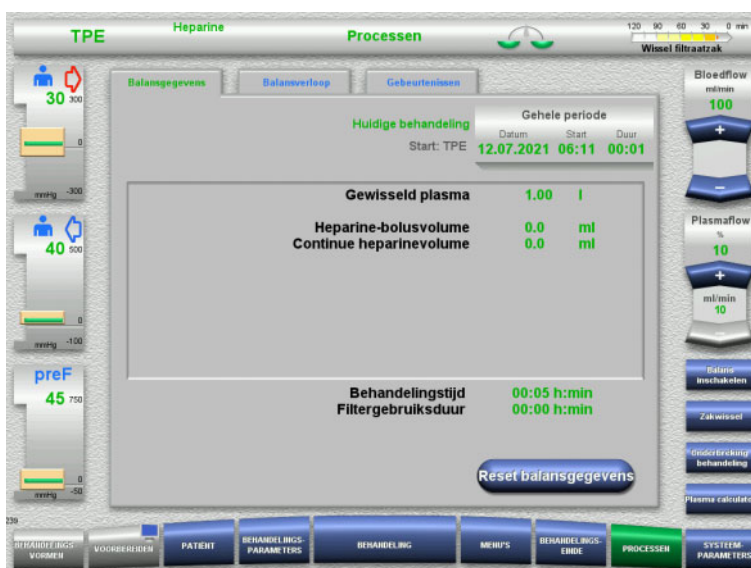 TPE
Heparine
Processen
120 90 60 30 0 min
Wissel filtraatzak
30 300
0
mmHg -300
40 500
0
mmHg -100
preF
45 750
0
mmHg -50
Balansgegevens
Balansverloop
Gebeurtenissen
Huidige behandeling
Start: TPE
Gehele periode
Datum Start Duur
12.07.2021 06:11 00:01
Gewisseld plasma 1.00 l
Heparine-bolusvolume 0.0 ml
Continue heparinevolume 0.0 ml
Behandelingstijd 00:05 h:min
Filtergebruiksduur 00:00 h:min
Reset balansgegevens
Bloedflow
ml/min
100
+
−
Plasmaflow
%
10
+
ml/min
10
−
Balans
inschakelen
Zakwissel
Onderbreking
behandeling
Plasma calculato
239
BEHANDELINGS-
VORMEN
VOORBEREIDEN
PATIËNT
BEHANDELINGS-
PARAMETERS
BEHANDELING
MENU'S
BEHANDELINGS-
EINDE
PROCESSEN
SYSTEEM-
PARAMETERS